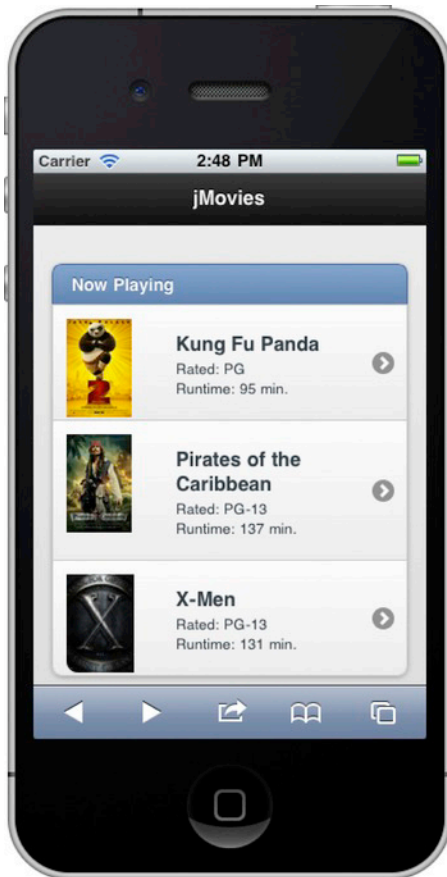 Carrier
2:48 PM
jMovies
Now Playing
2
Kung Fu Panda
Rated: PG
Runtime: 95 min.
Pirates of the
Caribbean
Rated: PG-13
Runtime: 137 min.
X
X-Men
Rated: PG-13
Runtime: 131 min.